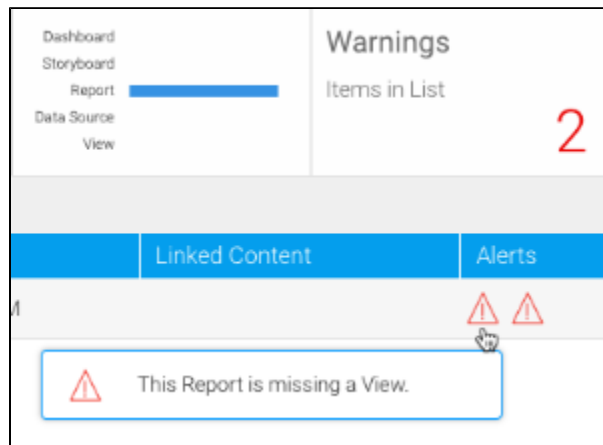 Dashboard
Storyboard
Report
Data Source
View
Warnings
Items in List
2
Linked Content
Alerts
This Report is missing a View.